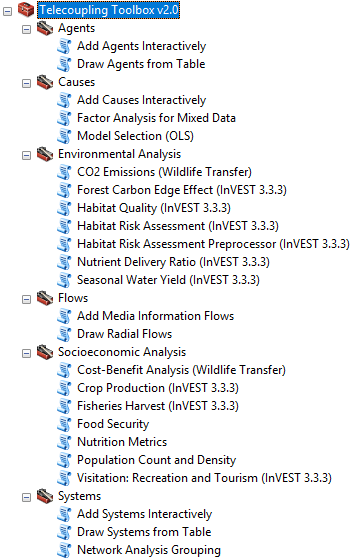 Telecoupling Toolbox v2.0
Agents
Add Agents Interactively
Draw Agents from Table
Causes
Add Causes Interactively
Factor Analysis for Mixed Data
Model Selection (OLS)
Environmental Analysis
CO2 Emissions (Wildlife Transfer)
Forest Carbon Edge Effect (InVEST 3.3.3)
Habitat Quality (InVEST 3.3.3)
Habitat Risk Assessment (InVEST 3.3.3)
Habitat Risk Assessment Preprocessor (InVEST 3.3.3)
Nutrient Delivery Ratio (InVEST 3.3.3)
Seasonal Water Yield (InVEST 3.3.3)
Flows
Add Media Information Flows
Draw Radial Flows
Socioeconomic Analysis
Cost-Benefit Analysis (Wildlife Transfer)
Crop Production (InVEST 3.3.3)
Fisheries Harvest (InVEST 3.3.3)
Food Security
Nutrition Metrics
Population Count and Density
Visitation: Recreation and Tourism (InVEST 3.3.3)
Systems
Add Systems Interactively
Draw Systems from Table
Network Analysis Grouping